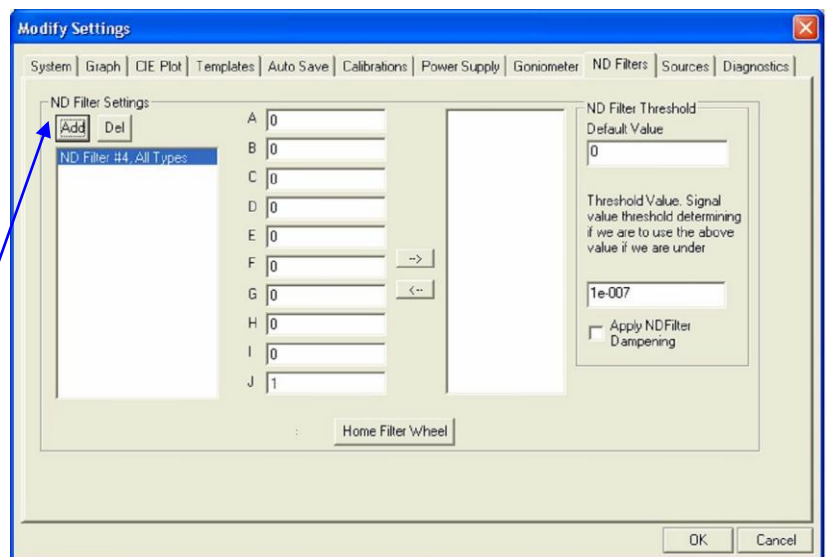 Modify Settings
System Graph CIE Plot Templates Auto Save Calibrations Power Supply Goniometer ND Filters Sources Diagnostics
ND Filter Settings
Add Del
ND Filter #4, All Types
A 0
B 0
C 0
D 0
E 0
F 0
G 0
H 0
I 0
J 1
-->
<--
Home Filter Wheel
ND Filter Threshold
Default Value
0
Threshold Value. Signal
value threshold determining
if we are to use the above
value if we are under
1e-007
Apply NDFilter
Dampening
OK Cancel